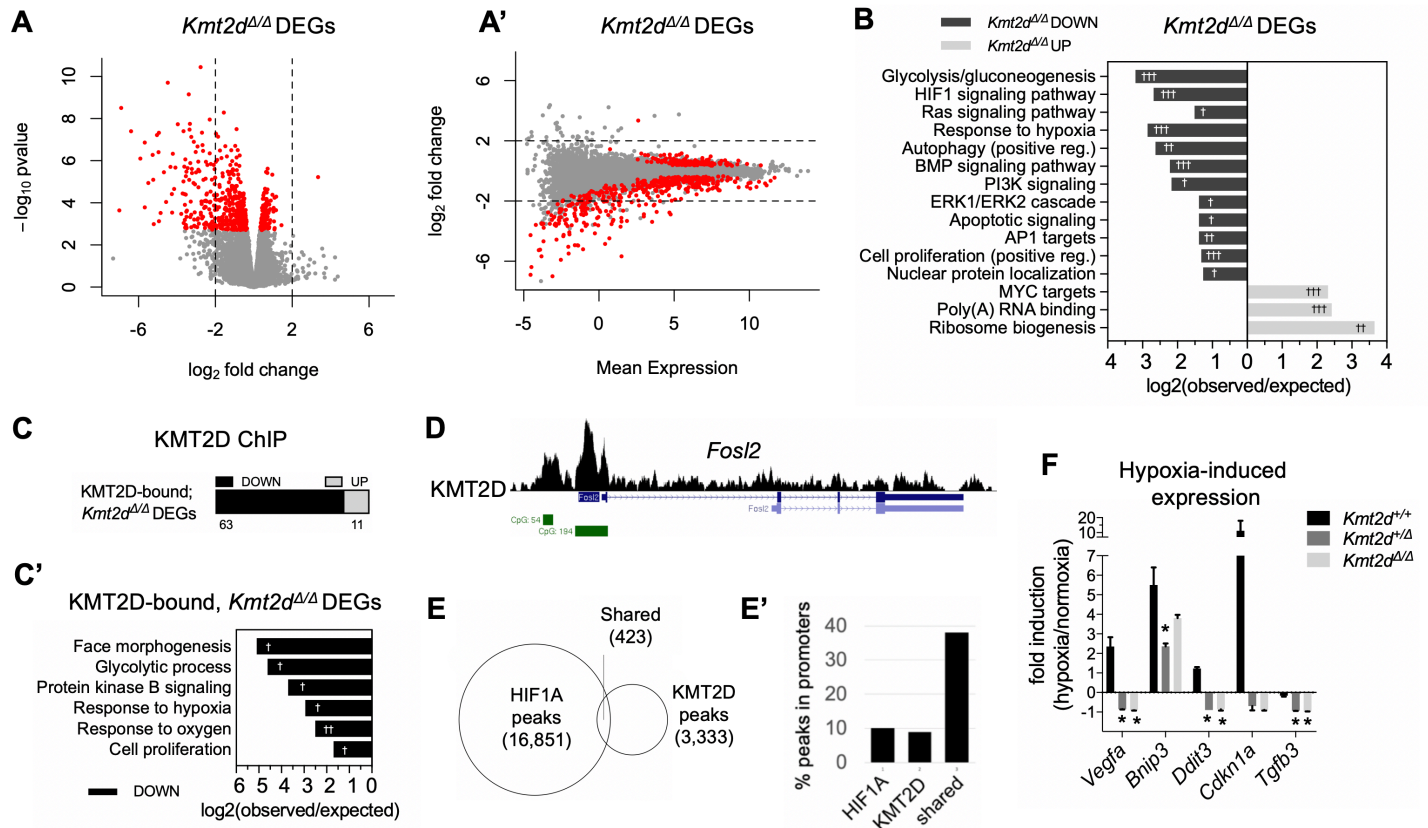 A
Kmt2dΔ/Δ DEGs
10
8
6
4
2
0
− log10 pvalue
-6
-2
2
6
log2 fold change
A’
Kmt2dΔ/Δ DEGs
6
2
-2
-6
log2 fold change
-5
0
5
10
Mean Expression
B
Kmt2dΔ/Δ DOWN
Kmt2dΔ/Δ UP
Kmt2dΔ/Δ DEGs
Glycolysis/gluconeogenesis †††
HIF1 signaling pathway †††
Ras signaling pathway †
Response to hypoxia †††
Autophagy (positive reg.) ††
BMP signaling pathway †††
PI3K signaling †
ERK1/ERK2 cascade †
Apoptotic signaling †
AP1 targets ††
Cell proliferation (positive reg.) †††
Nuclear protein localization †
MYC targets †††
Poly(A) RNA binding †††
Ribosome biogenesis ††
4 3 2 1 0 1 2 3 4
log2(observed/expected)
C
KMT2D ChIP
DOWN UP
KMT2D-bound;
Kmt2dΔ/Δ DEGs
63 11
C’
KMT2D-bound, Kmt2dΔ/Δ DEGs
Face morphogenesis †
Glycolytic process †
Protein kinase B signaling †
Response to hypoxia †
Response to oxygen ††
Cell proliferation †
6 5 4 3 2 1 0
DOWN
log2(observed/expected)
D
Fosl2
KMT2D
Fosl2
Fosl2
CpG: 54
CpG: 194
E
Shared
(423)
HIF1A
peaks
(16,851)
KMT2D
peaks
(3,333)
E’
% peaks in promoters
40
30
20
10
0
HIF1A
KMT2D
shared
F
Hypoxia-induced
expression
Kmt2d+/+
Kmt2d+/Δ
Kmt2dΔ/Δ
fold induction
(hypoxia/normoxia)
20
10
7
6
5
4
3
2
1
0
-1
*
* *
* *
* *
Vegfa
Bnip3
Ddit3
Cdkn1a
Tgfb3